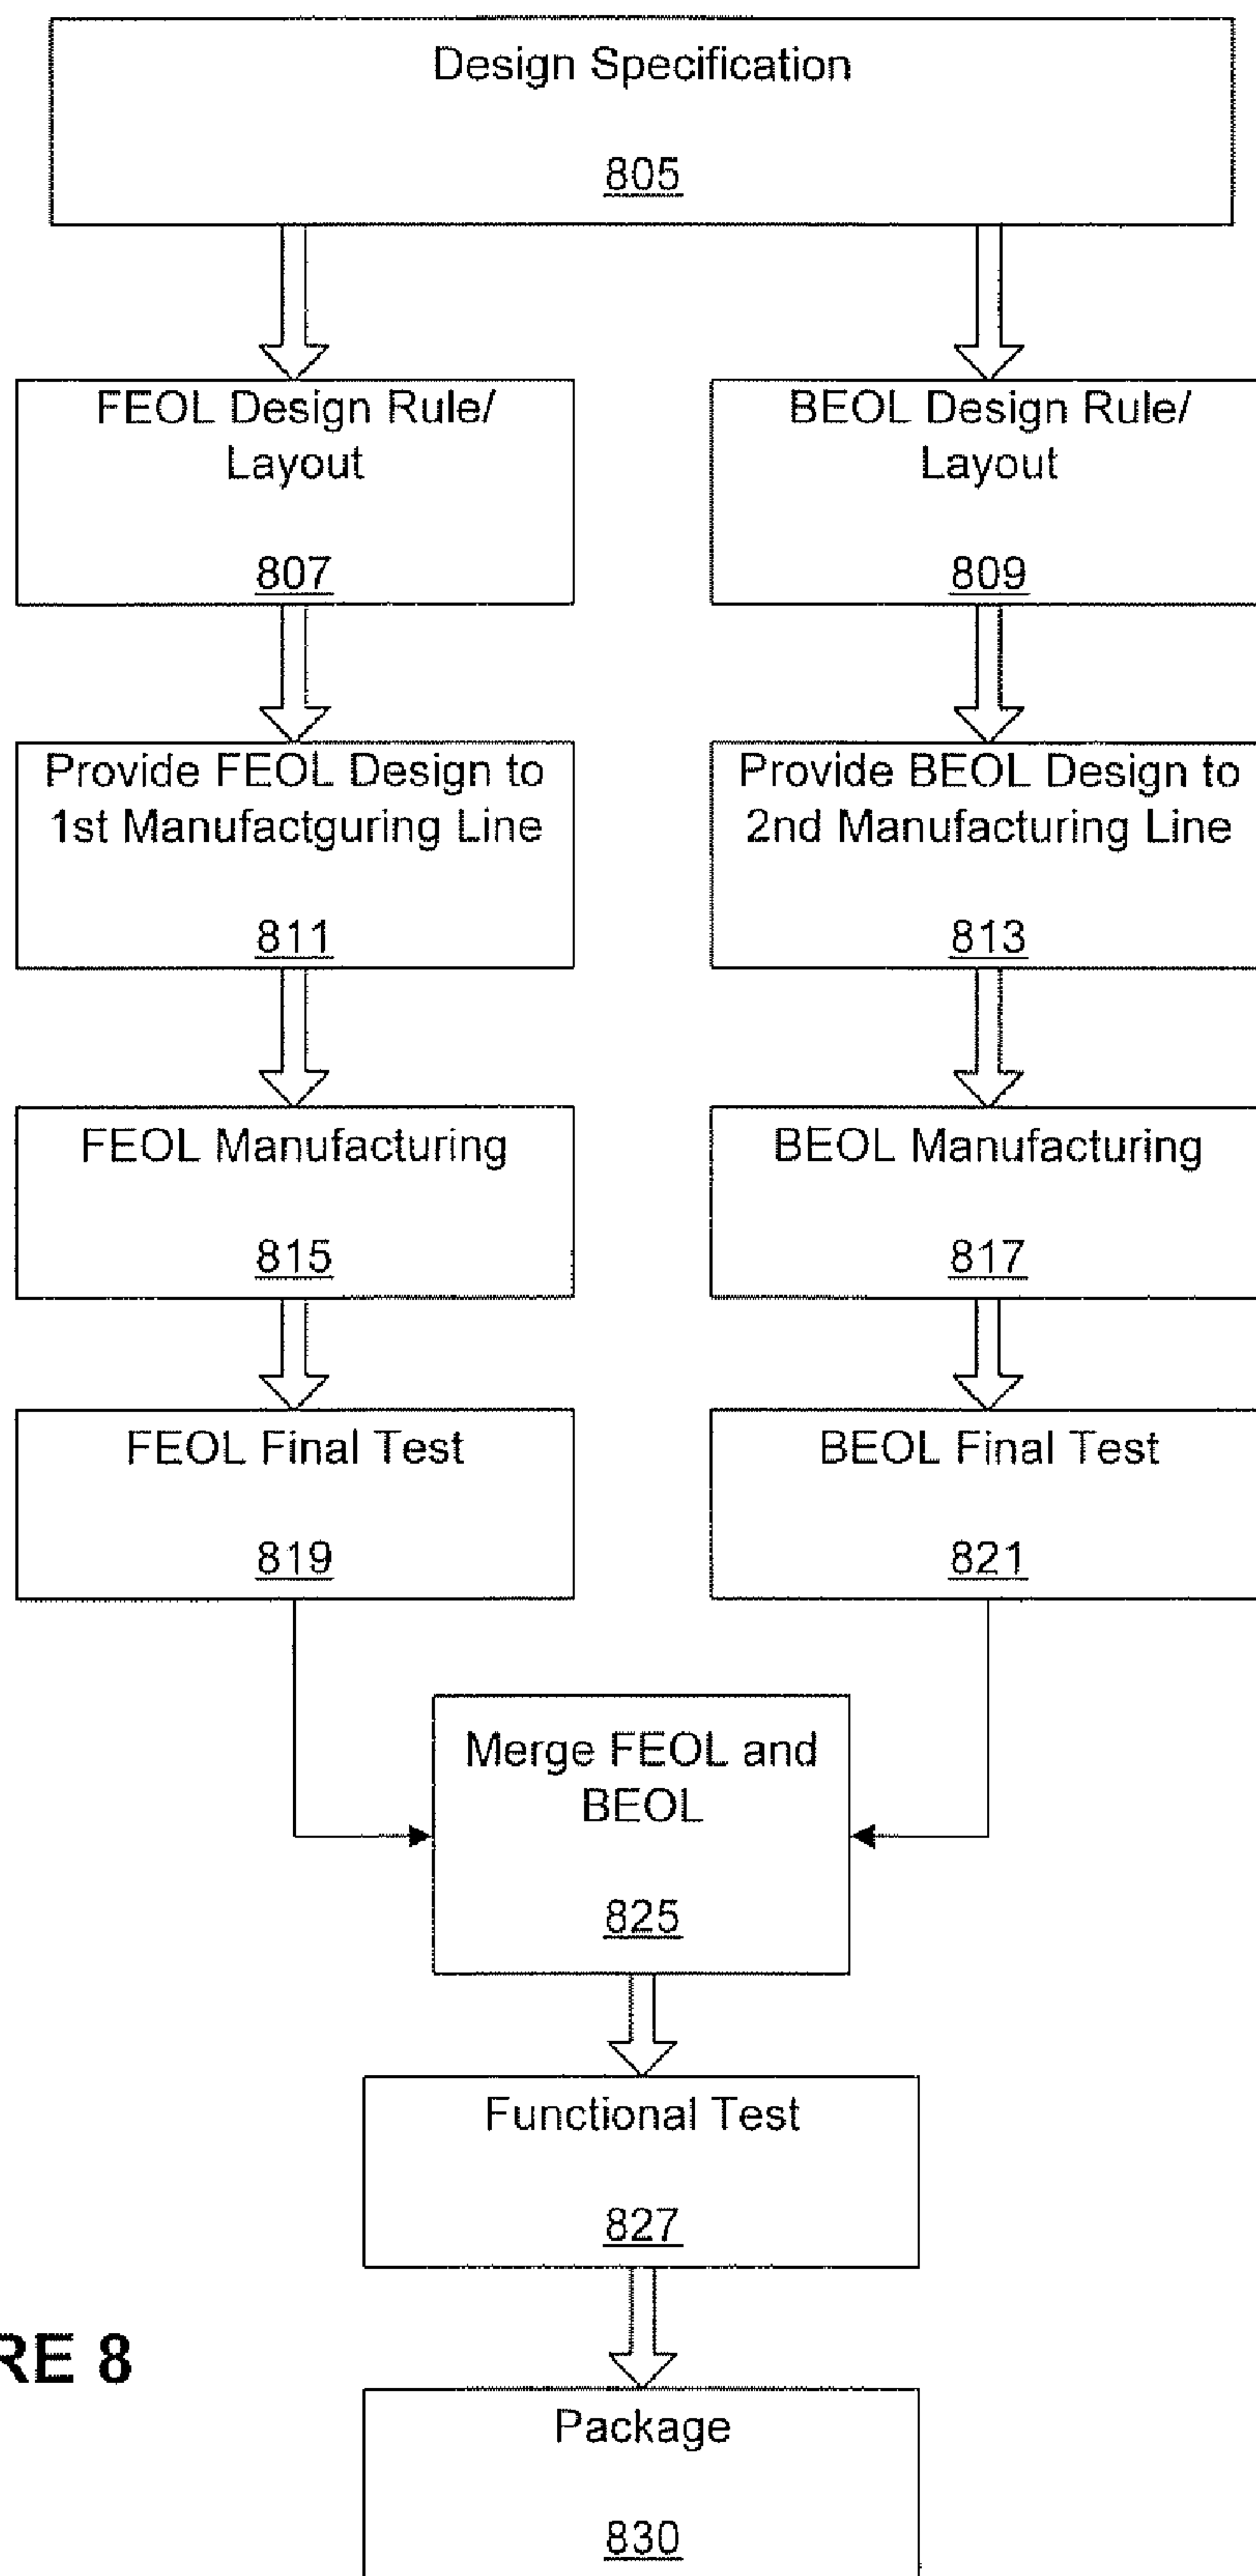 Design Specification
805
FEOL Design Rule/
Layout
807
BEOL Design Rule/
Layout
809
Provide FEOL Design to
1st Manufactguring Line
811
Provide BEOL Design to
2nd Manufacturing Line
813
FEOL Manufacturing
815
BEOL Manufacturing
817
FEOL Final Test
819
BEOL Final Test
821
Merge FEOL and
BEOL
825
Functional Test
827
RE 8
Package
830